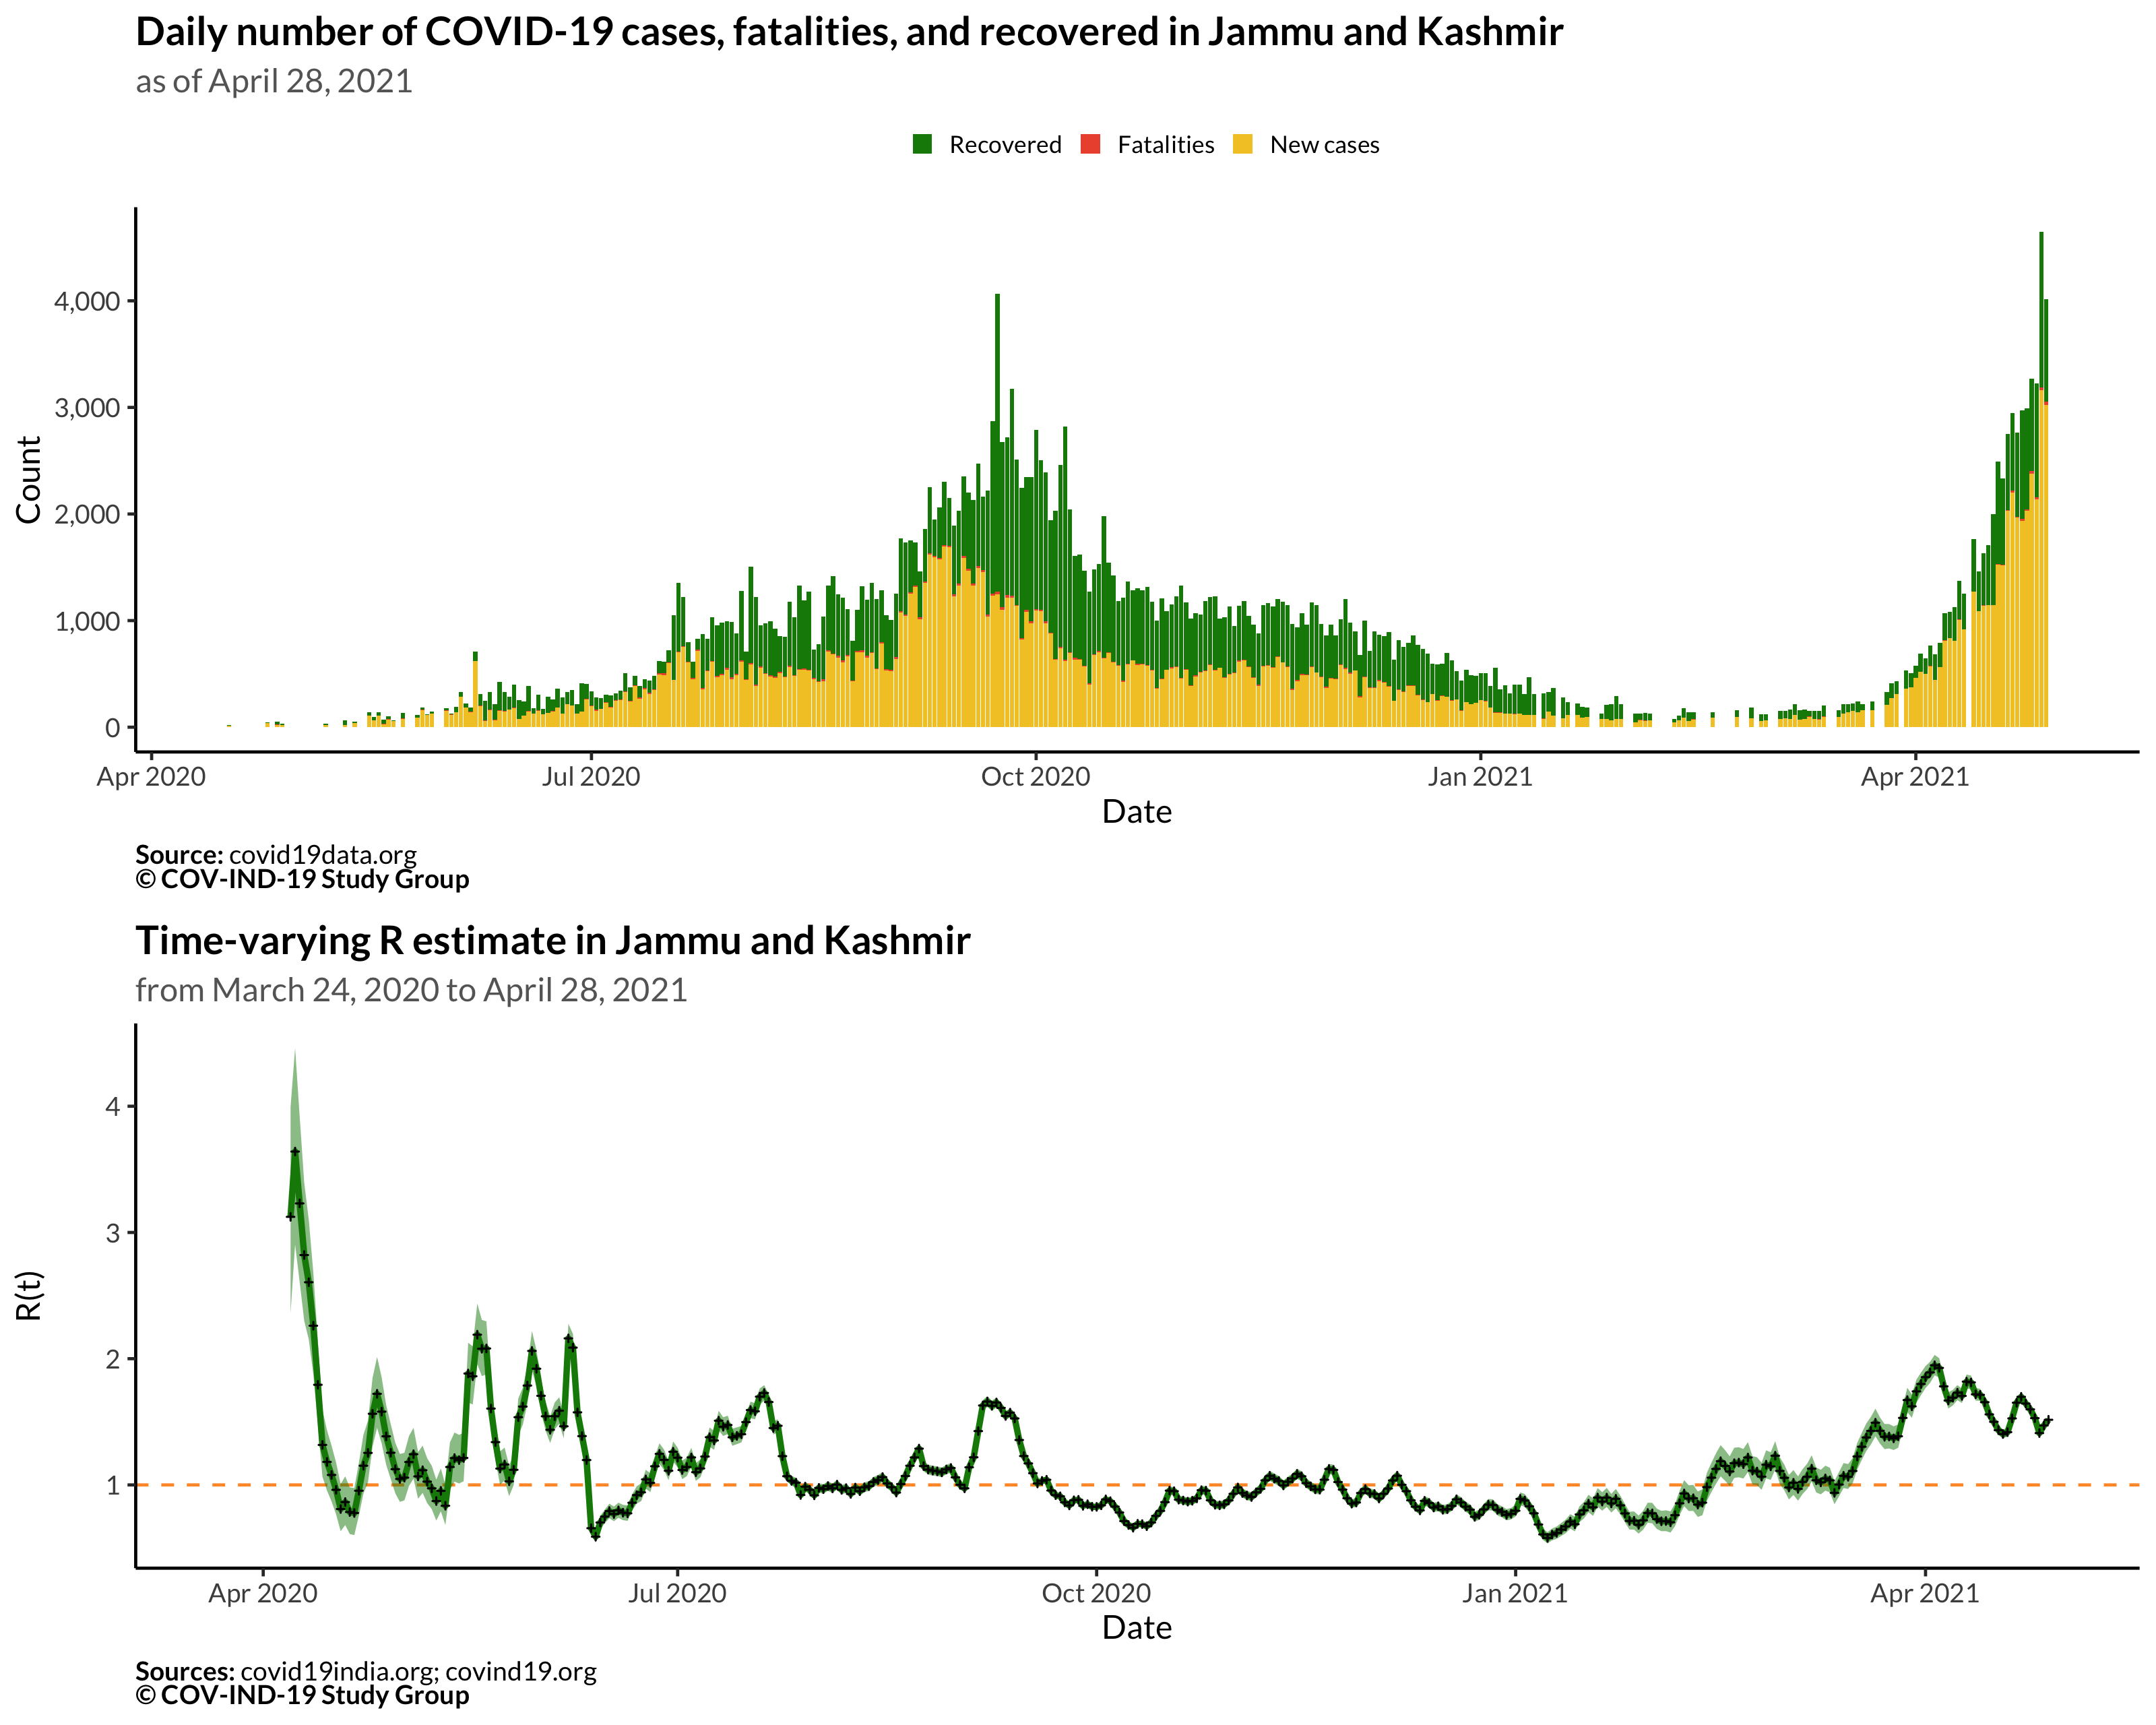 Daily number of COVID-19 cases, fatalities, and recovered in Jammu and Kashmir
as of April 28, 2021
Recovered Fatalities New cases
Count
4,000
3,000
2,000
1,000
0
Apr 2020 Jul 2020 Oct 2020 Jan 2021 Apr 2021
Date
Source: covid19data.org
© COV-IND-19 Study Group
Time-varying R estimate in Jammu and Kashmir
from March 24, 2020 to April 28, 2021
R(t)
4
3
2
1
Apr 2020 Jul 2020 Oct 2020 Jan 2021 Apr 2021
Date
Sources: covid19india.org; covind19.org
© COV-IND-19 Study Group